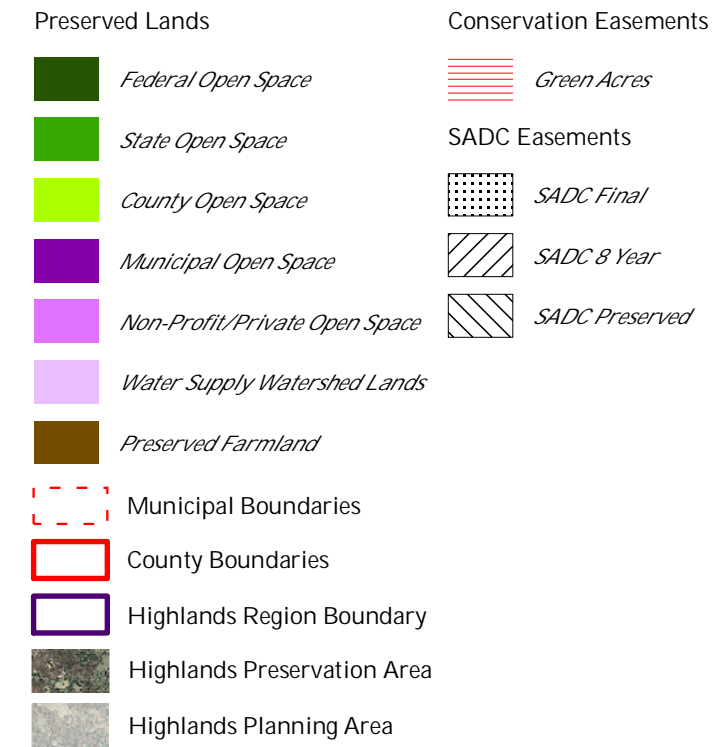 Preserved Lands
Federal Open Space
State Open Space
County Open Space
Municipal Open Space
Non-Profit/Private Open Space
Water Supply Watershed Lands
Preserved Farmland
Municipal Boundaries
County Boundaries
Highlands Region Boundary
Highlands Preservation Area
Highlands Planning Area
Conservation Easements
Green Acres
SADC Easements
SADC Final
SADC 8 Year
SADC Preserved